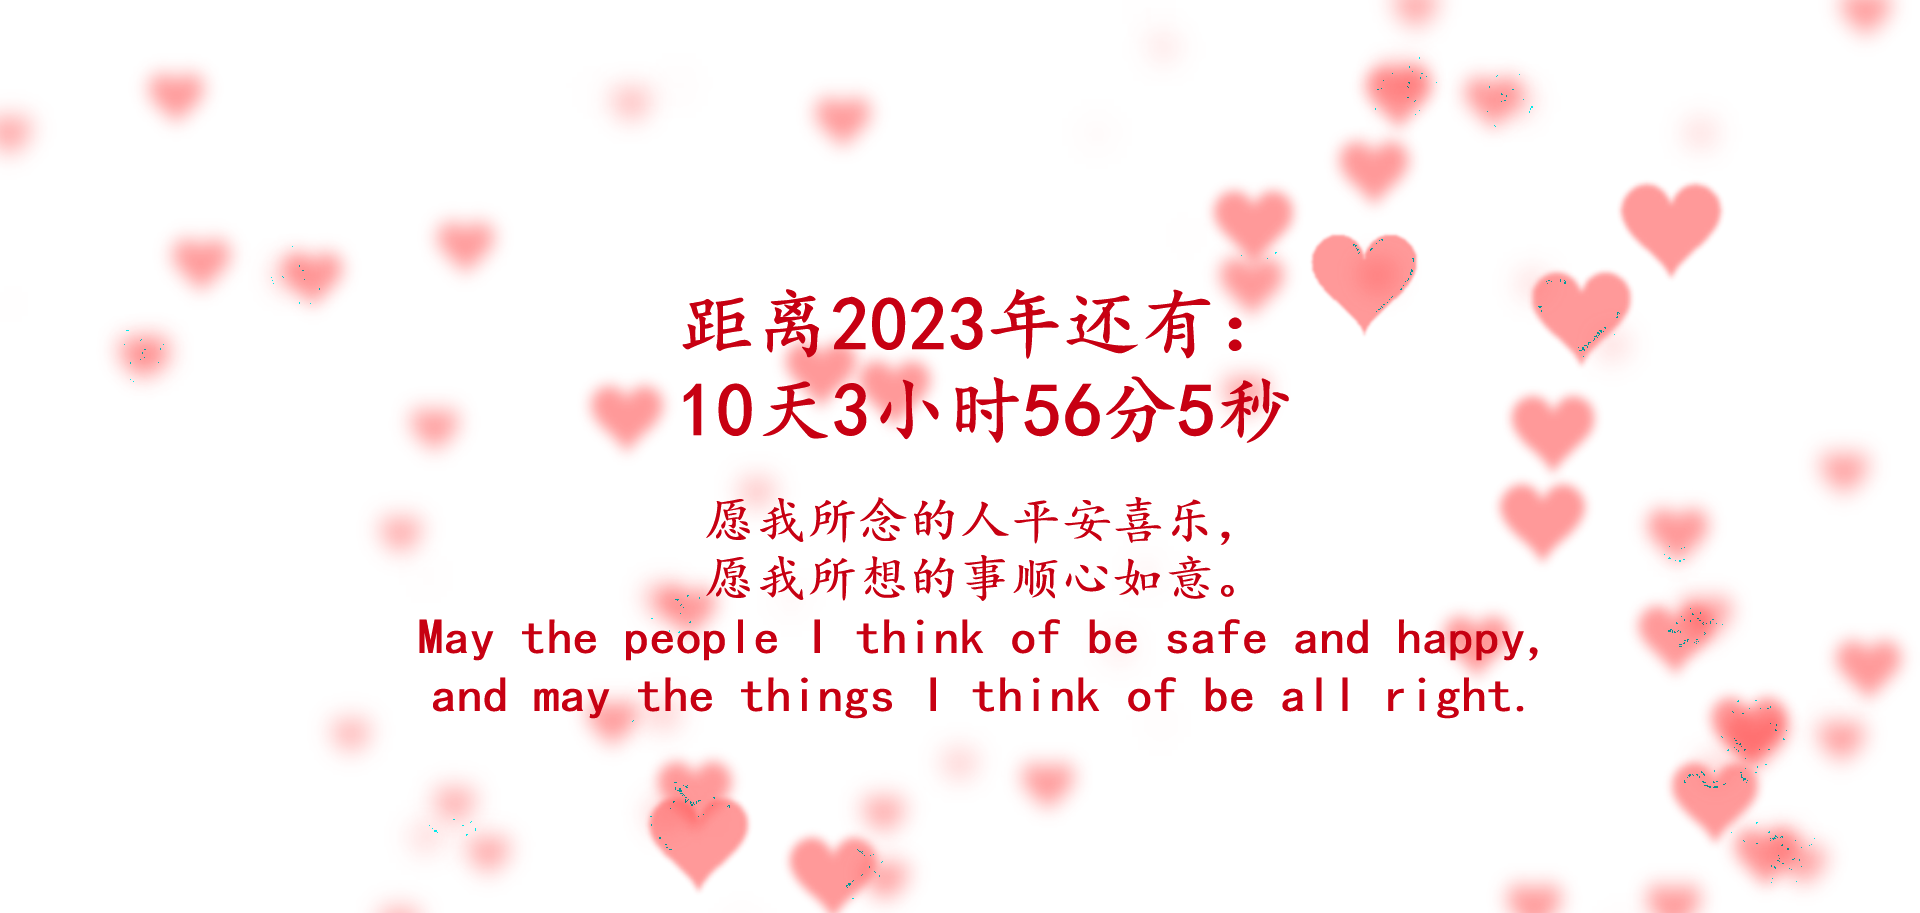 距离2023年还有：
10天3小时56分5秒
愿我所念的人平安喜乐，
愿我所想的事顺心如意。
May the people I think of be safe and happy,
and may the things I think of be all right.